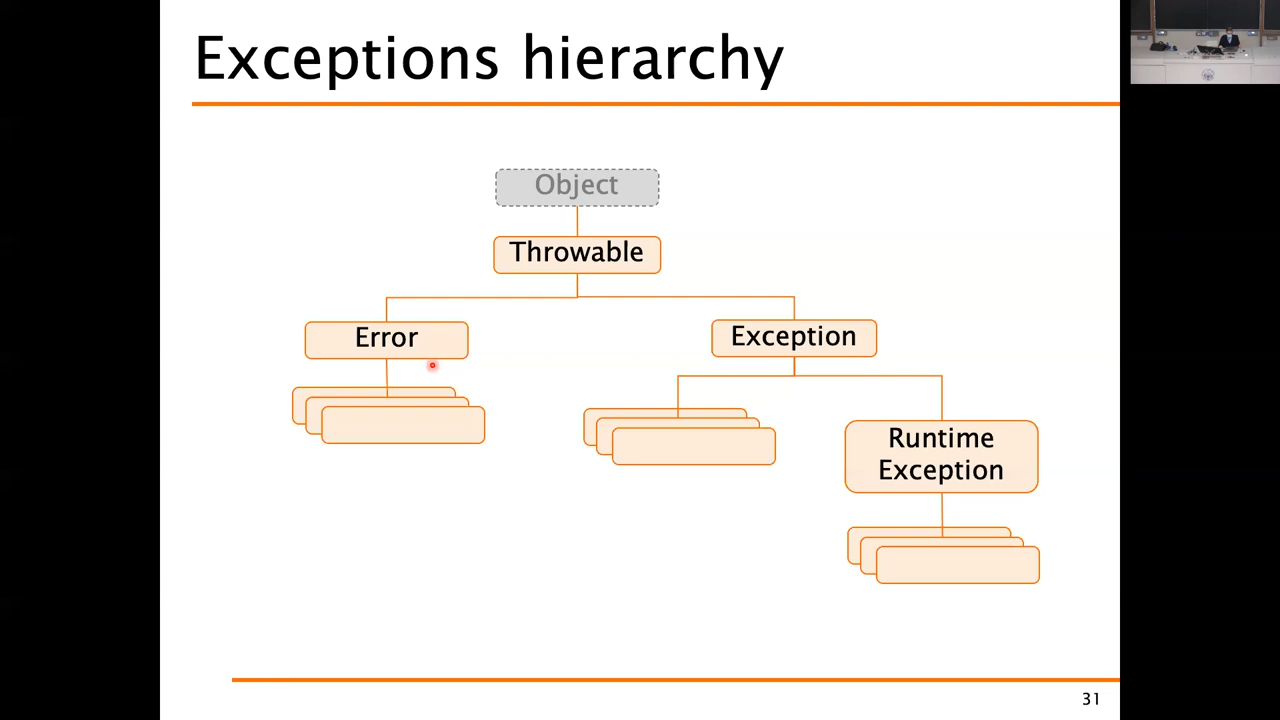 Exceptions hierarchy
Object
Throwable
Error
Exception
Runtime
Exception
31